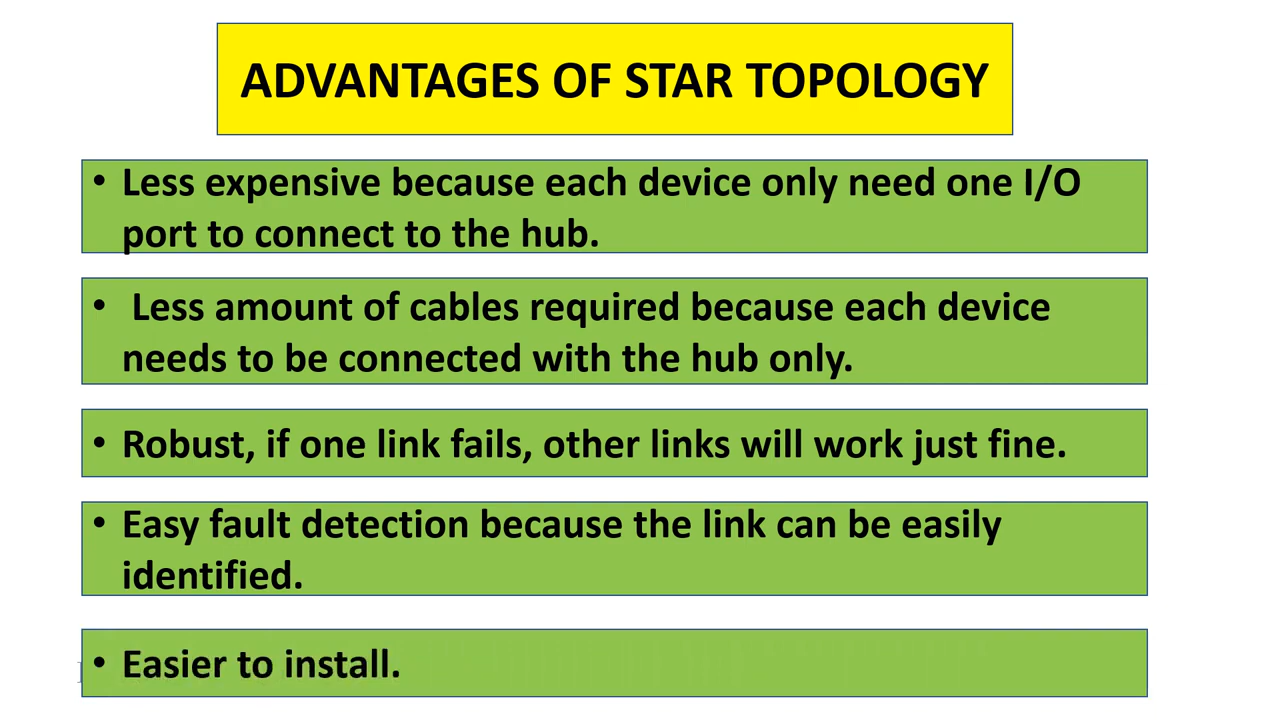 ADVANTAGES OF STAR TOPOLOGY
• Less expensive because each device only need one I/O
port to connect to the hub.
• Less amount of cables required because each device
needs to be connected with the hub only.
• Robust, if one link fails, other links will work just fine.
• Easy fault detection because the link can be easily
identified.
• Easier to install.